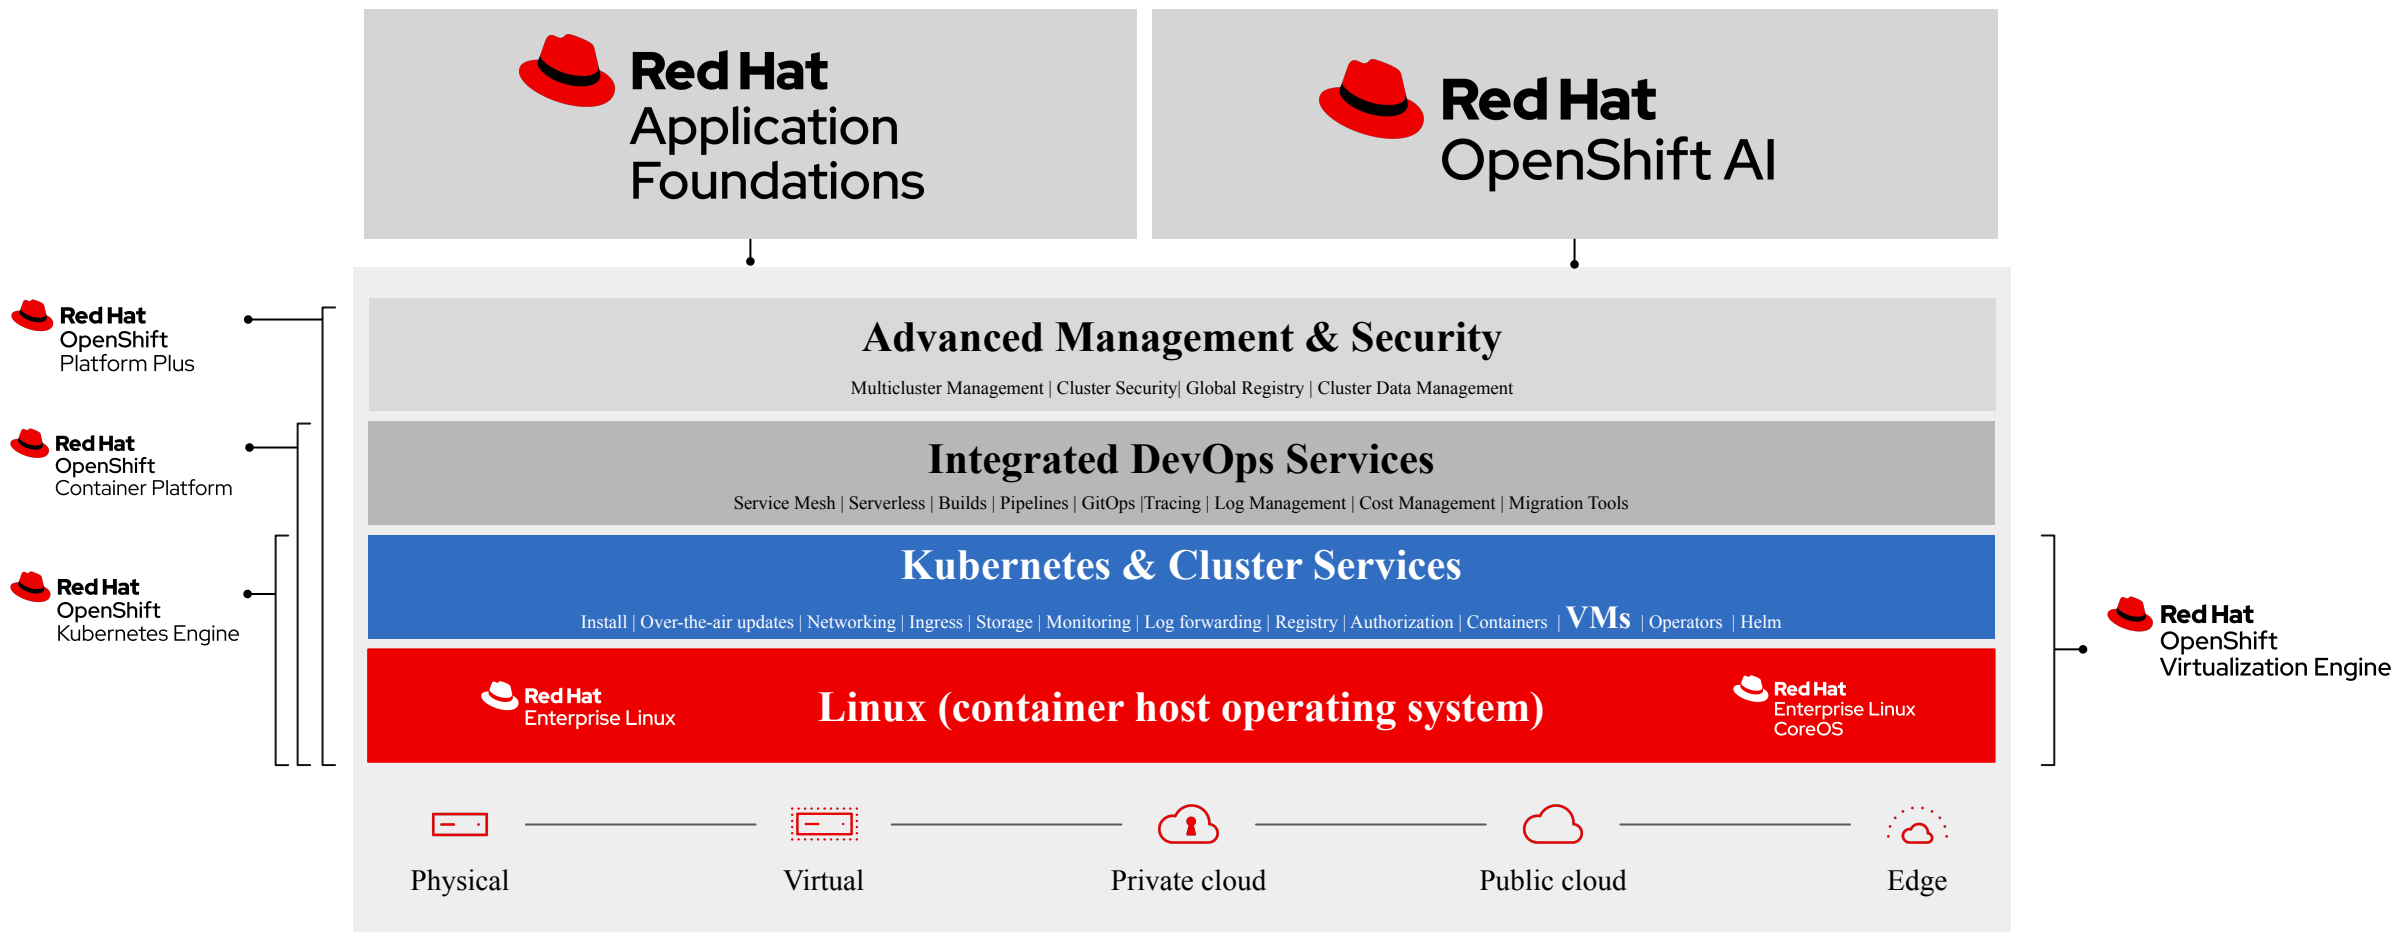 Red Hat
Application
Foundations
Red Hat
OpenShift AI
Red Hat
OpenShift
Platform Plus
Red Hat
OpenShift
Container Platform
Red Hat
OpenShift
Kubernetes Engine
Advanced Management & Security
Multicluster Management | Cluster Security| Global Registry | Cluster Data Management
Integrated DevOps Services
Service Mesh | Serverless | Builds | Pipelines | GitOps |Tracing | Log Management | Cost Management | Migration Tools
Kubernetes & Cluster Services
Install | Over-the-air updates | Networking | Ingress | Storage | Monitoring | Log forwarding | Registry | Authorization | Containers | VMs | Operators | Helm
Red Hat
Enterprise Linux
Linux (container host operating system)
Red Hat
Enterprise Linux
CoreOS
Red Hat
OpenShift
Virtualization Engine
Physical
Virtual
Private cloud
Public cloud
Edge